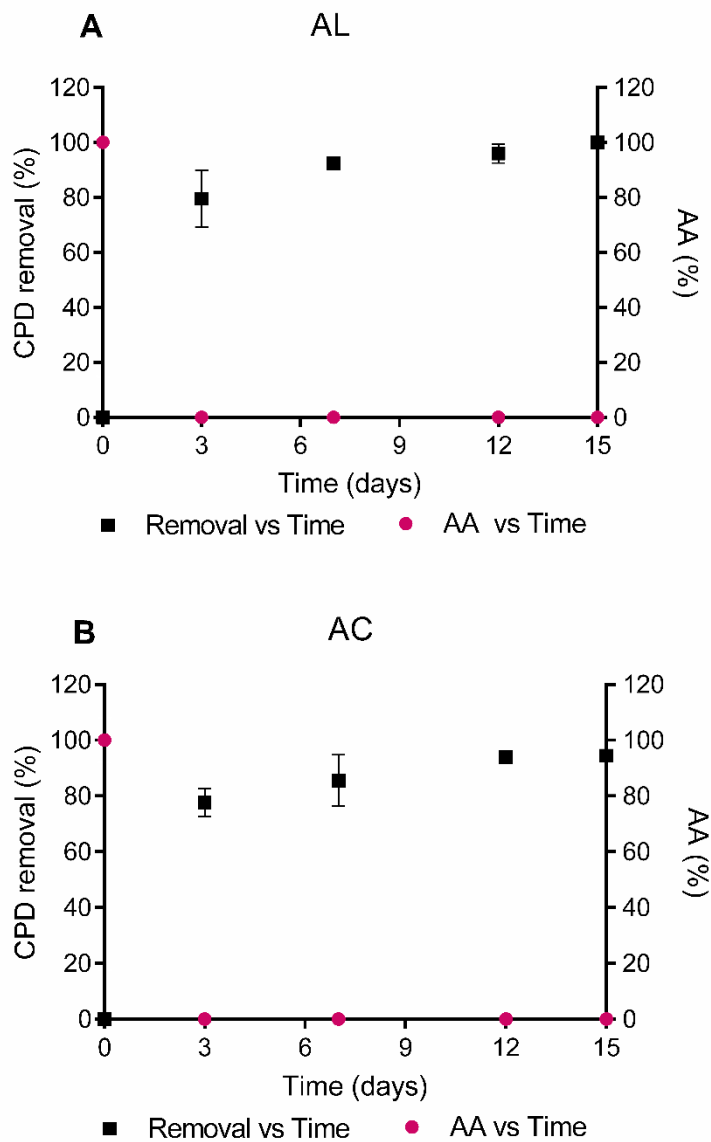 A AL
120 120
100 100
80 80
60 60
40 40
20 20
0 0
CPD removal (%)
AA (%)
0 3 6 9 12 15
Time (days)
Removal vs Time AA vs Time
B AC
120 120
100 100
80 80
60 60
40 40
20 20
0 0
CPD removal (%)
AA (%)
0 3 6 9 12 15
Time (days)
Removal vs Time AA vs Time